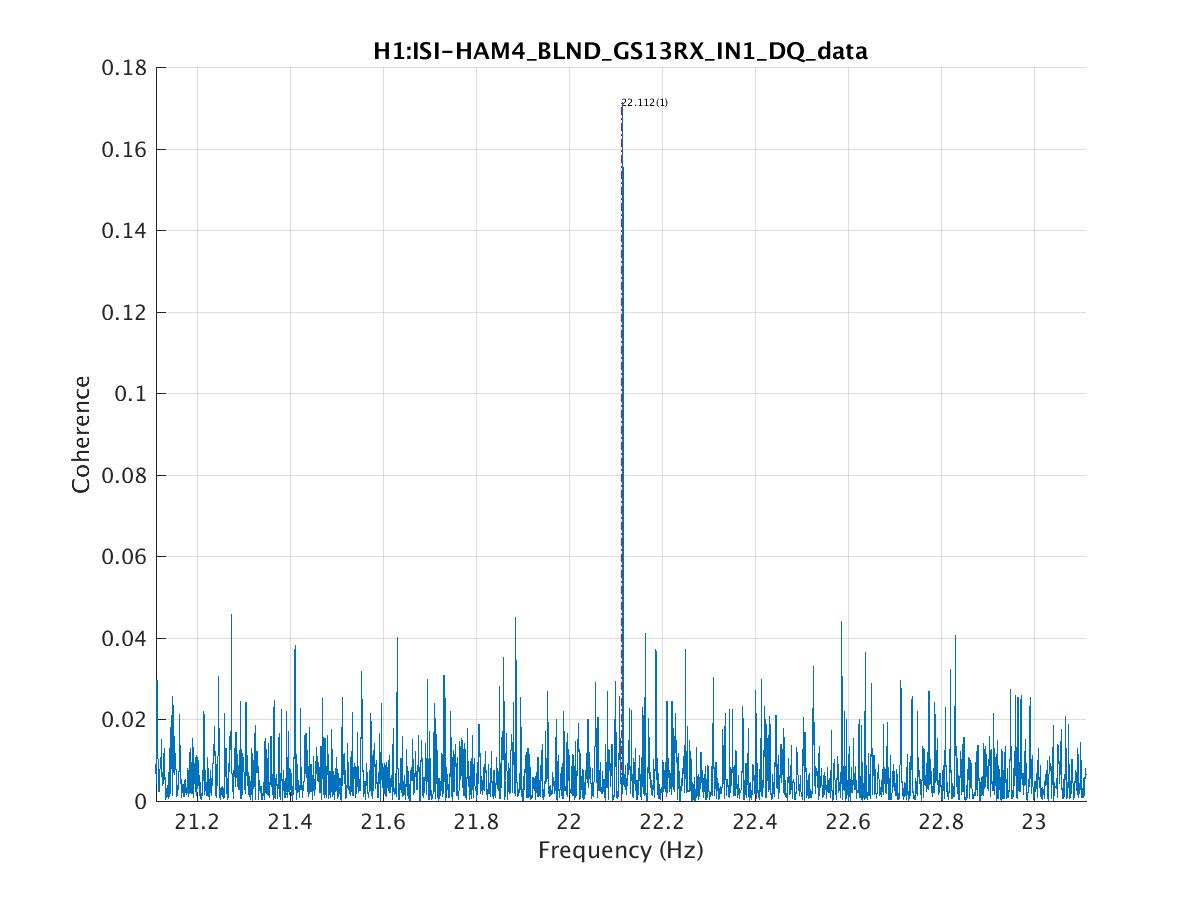 H1:ISI-HAM4_BLND_GS13RX_IN1_DQ_data
0.18
22.112(1)
0.16
0.14
0.12
0.1
0.08
0.06
0.04
0.02
0
Coherence
21.2 21.4 21.6 21.8 22 22.2 22.4 22.6 22.8 23
Frequency (Hz)